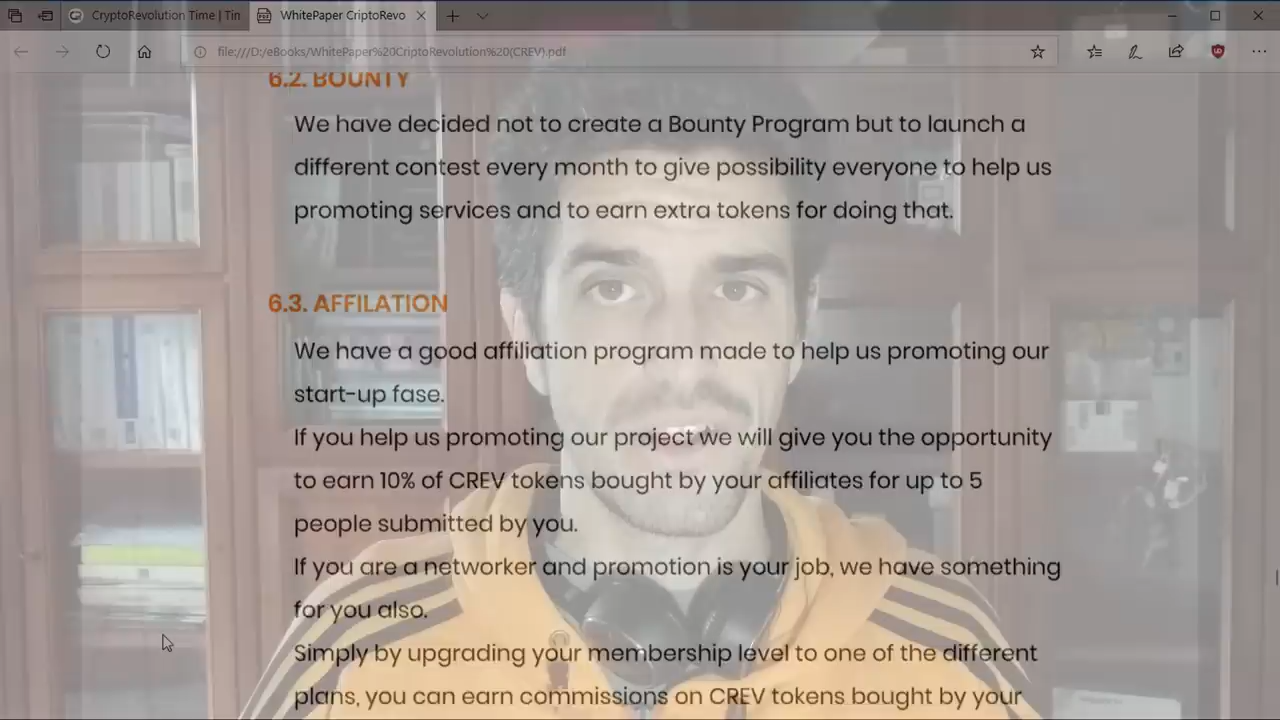 CryptoRevolution Time | Tin
WhitePaper CriptoRevo
file:///D:/eBooks/WhitePaper%20CriptoRevolution%20(CREV).pdf
6.2. BOUNTY
We have decided not to create a Bounty Program but to launch a
different contest every month to give possibility everyone to help us
promoting services and to earn extra tokens for doing that.
6.3. AFFILATION
We have a good affiliation program made to help us promoting our
start-up fase.
If you help us promoting our project we will give you the opportunity
to earn 10% of CREV tokens bought by your affiliates for up to 5
people submitted by you.
If you are a networker and promotion is your job, we have something
for you also.
Simply by upgrading your membership level to one of the different
plans, you can earn commissions on CREV tokens bought by your